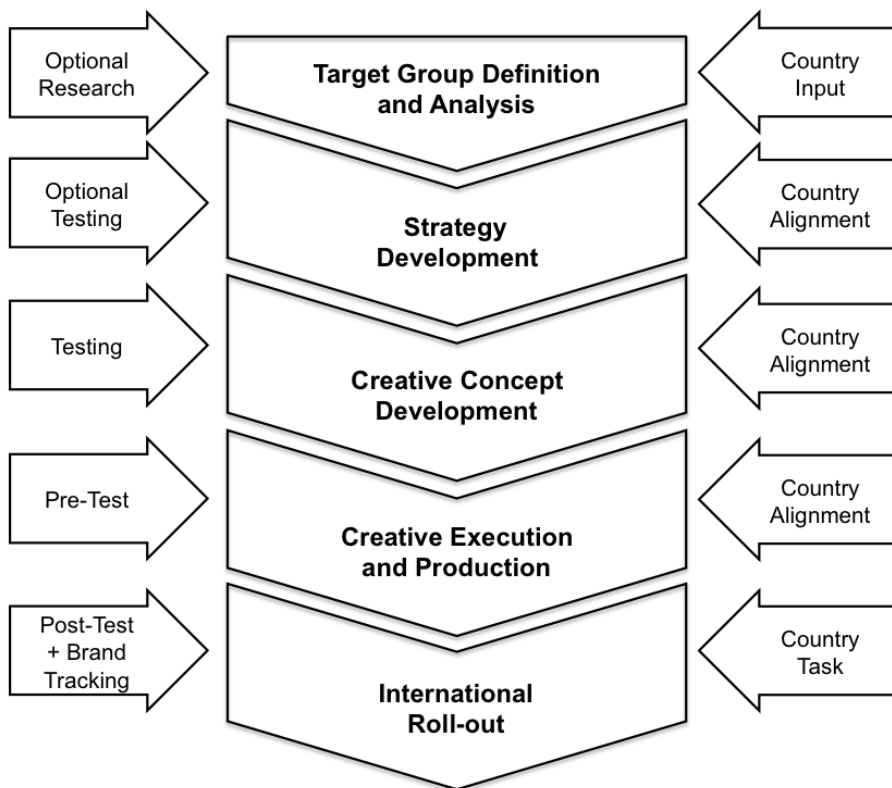 Optional
Research
Target Group Definition
and Analysis
Country
Input
Optional
Testing
Strategy
Development
Country
Alignment
Testing
Creative Concept
Development
Country
Alignment
Pre-Test
Creative Execution
and Production
Country
Alignment
Post-Test
+ Brand
Tracking
International
Roll-out
Country
Task